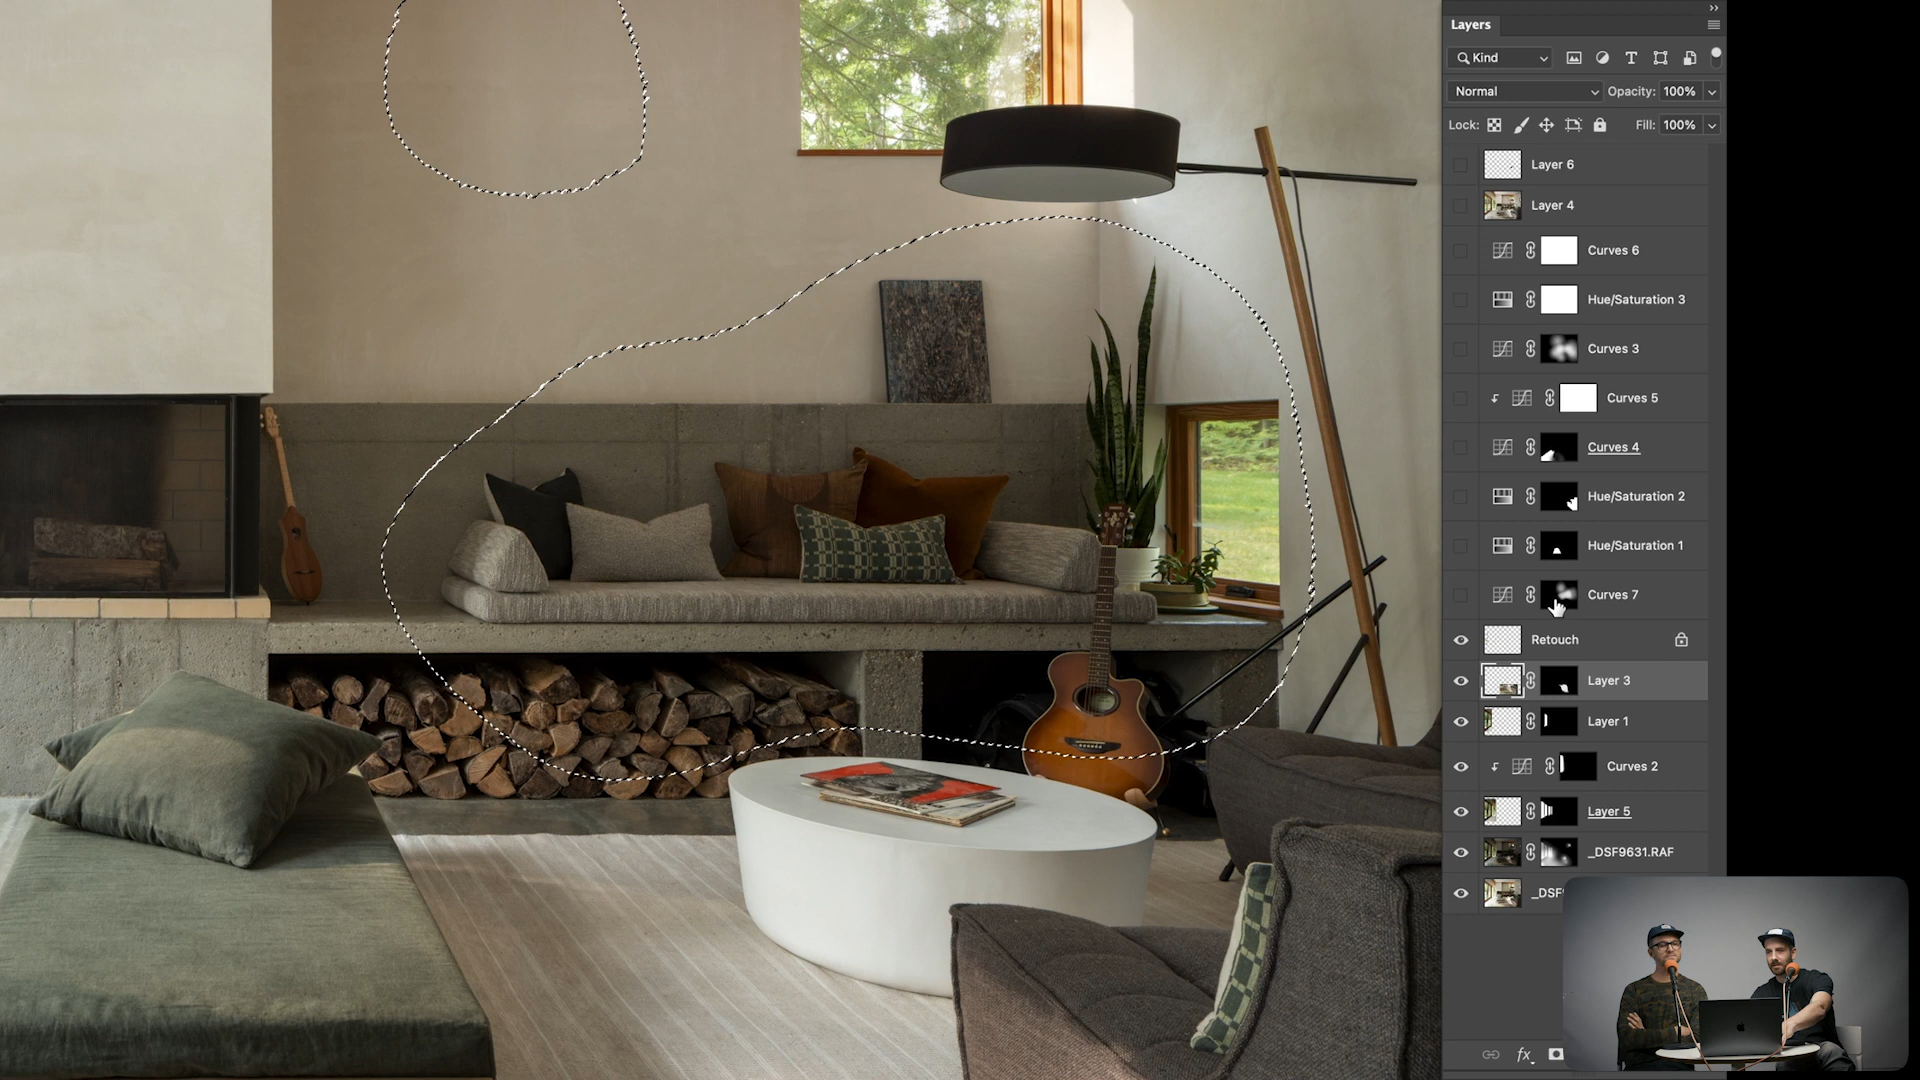 Layers
Kind
Normal
Opacity: 100%
Lock:
Fill: 100%
Layer 6
Layer 4
Curves 6
Hue/Saturation 3
Curves 3
Curves 5
Curves 4
Hue/Saturation 2
Hue/Saturation 1
Curves 7
Retouch
Layer 3
Layer 1
Curves 2
Layer 5
_DSF9631.RAF
_DSF
fx